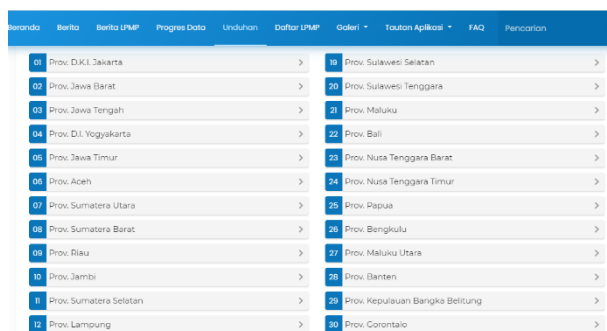 Beranda Berita Berita LPMP Progres Data Unduhan Daftar LPMP Galeri Tautan Aplikasi FAQ Pencarian
01 Prov. D.K.I. Jakarta
02 Prov. Jawa Barat
03 Prov. Jawa Tengah
04 Prov. D.I. Yogyakarta
05 Prov. Jawa Timur
06 Prov. Aceh
07 Prov. Sumatera Utara
08 Prov. Sumatera Barat
09 Prov. Riau
10 Prov. Jambi
11 Prov. Sumatera Selatan
12 Prov. Lampung
19 Prov. Sulawesi Selatan
20 Prov. Sulawesi Tenggara
21 Prov. Maluku
22 Prov. Bali
23 Prov. Nusa Tenggara Barat
24 Prov. Nusa Tenggara Timur
25 Prov. Papua
26 Prov. Bengkulu
27 Prov. Maluku Utara
28 Prov. Banten
29 Prov. Kepulauan Bangka Belitung
30 Prov. Gorontalo